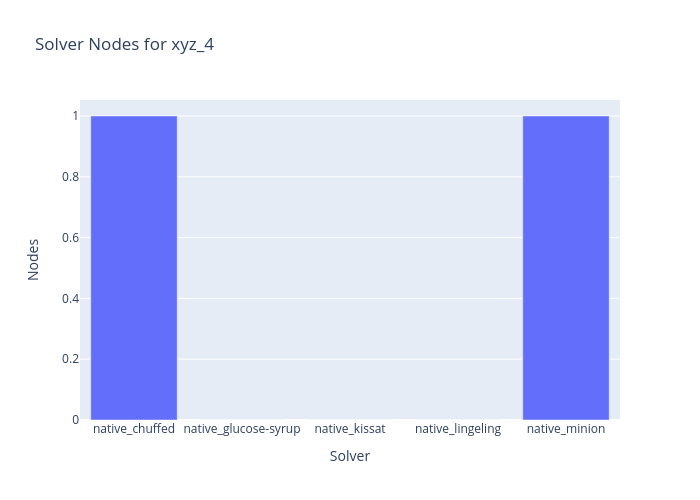 Solver Nodes for xyz_4
Nodes
1
0.8
0.6
0.4
0.2
0
native_chuffed native_glucose-syrup native_kissat native_lingeling native_minion
Solver